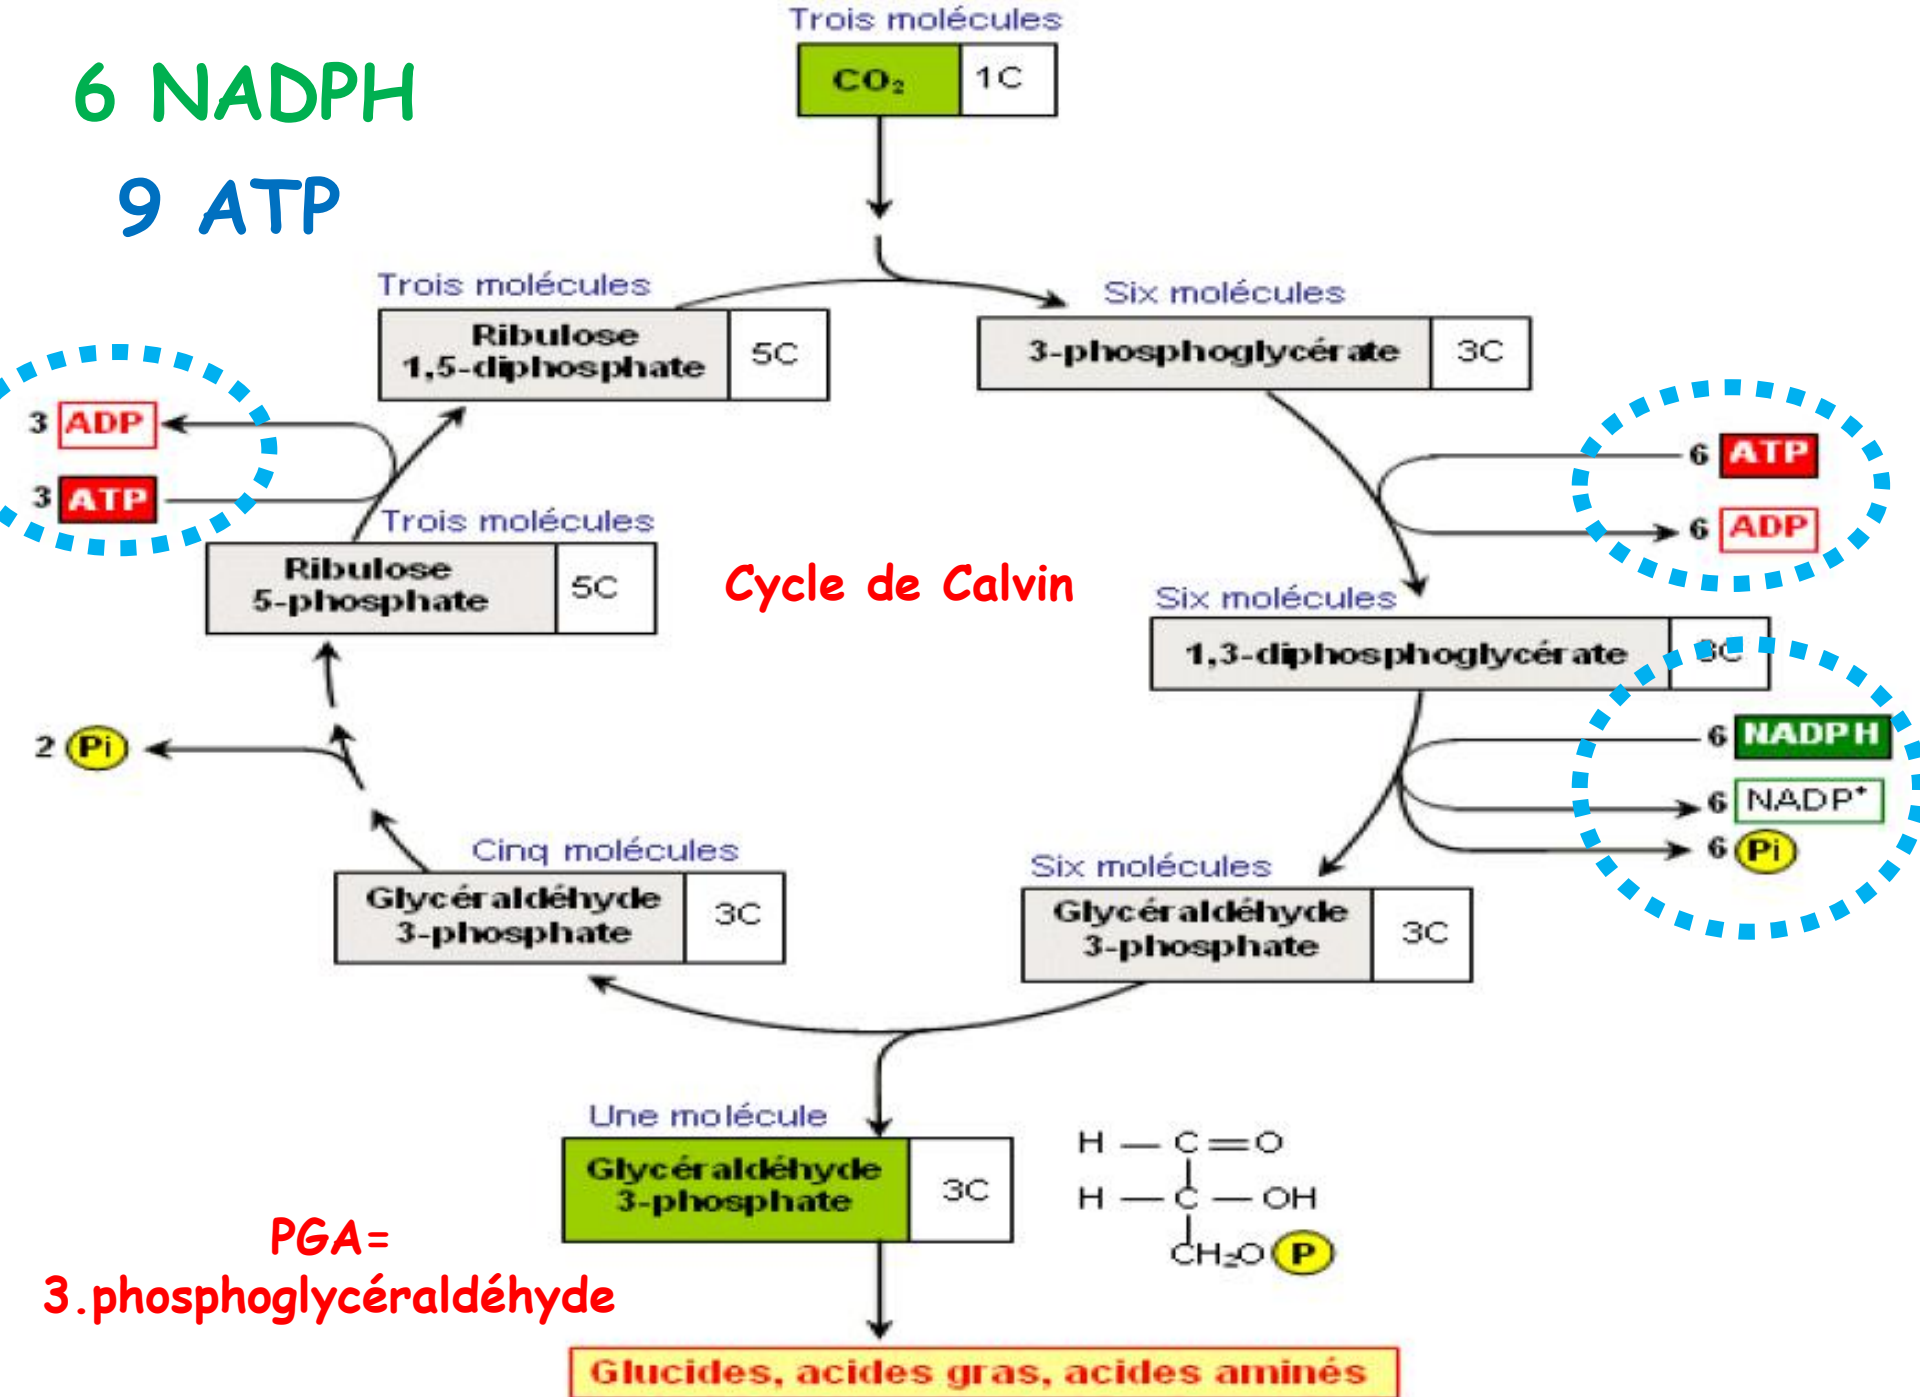 Trois molécules
CO₂ 1C
6 NADPH
9 ATP
Trois molécules
Ribulose
1,5-diphosphate
5C
Six molécules
3-phosphoglycérate 3C
3 ADP
3 ATP
6 ATP
6 ADP
Trois molécules
Ribulose
5-phosphate
5C
Cycle de Calvin
Six molécules
1,3-diphosphoglycérate 3C
2 Pi
6 NADPH
6 NADP⁺
6 Pi
Cinq molécules
Glycéraldéhyde
3-phosphate
3C
Six molécules
Glycéraldéhyde
3-phosphate
3C
Une molécule
Glycéraldéhyde
3-phosphate
3C
H — C = O
H — C — OH
CH₂O P
PGA=
3.phosphoglycéraldéhyde
Glucides, acides gras, acides aminés